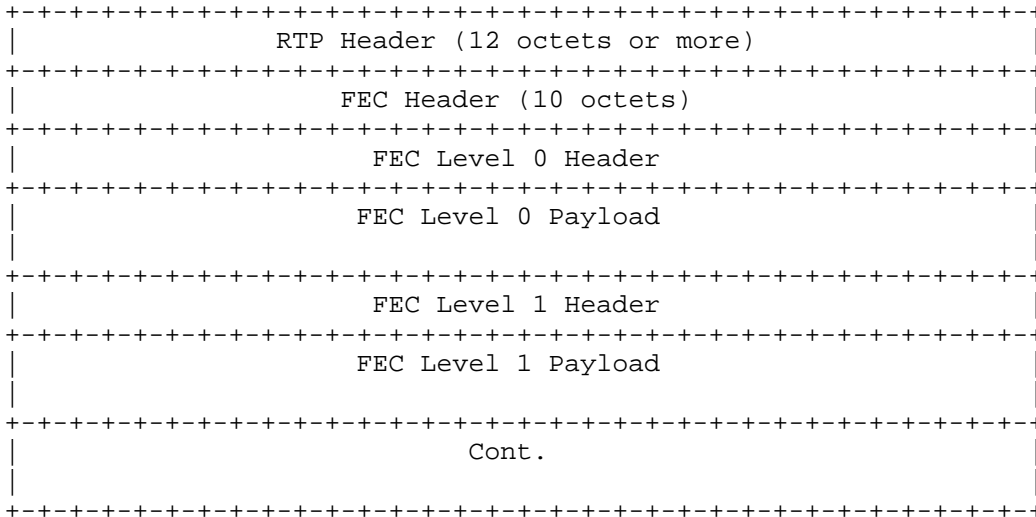 +-+-+-+-+-+-+-+-+-+-+-+-+-+-+-+-+-+-+-+-+-+-+-+-+-+-+-+-+-+-+-+-+
| RTP Header (12 octets or more) |
+-+-+-+-+-+-+-+-+-+-+-+-+-+-+-+-+-+-+-+-+-+-+-+-+-+-+-+-+-+-+-+-+
| FEC Header (10 octets) |
+-+-+-+-+-+-+-+-+-+-+-+-+-+-+-+-+-+-+-+-+-+-+-+-+-+-+-+-+-+-+-+-+
| FEC Level 0 Header |
+-+-+-+-+-+-+-+-+-+-+-+-+-+-+-+-+-+-+-+-+-+-+-+-+-+-+-+-+-+-+-+-+
| FEC Level 0 Payload |
| |
+-+-+-+-+-+-+-+-+-+-+-+-+-+-+-+-+-+-+-+-+-+-+-+-+-+-+-+-+-+-+-+-+
| FEC Level 1 Header |
+-+-+-+-+-+-+-+-+-+-+-+-+-+-+-+-+-+-+-+-+-+-+-+-+-+-+-+-+-+-+-+-+
| FEC Level 1 Payload |
| |
+-+-+-+-+-+-+-+-+-+-+-+-+-+-+-+-+-+-+-+-+-+-+-+-+-+-+-+-+-+-+-+-+
| Cont. |
| |
+-+-+-+-+-+-+-+-+-+-+-+-+-+-+-+-+-+-+-+-+-+-+-+-+-+-+-+-+-+-+-+-+